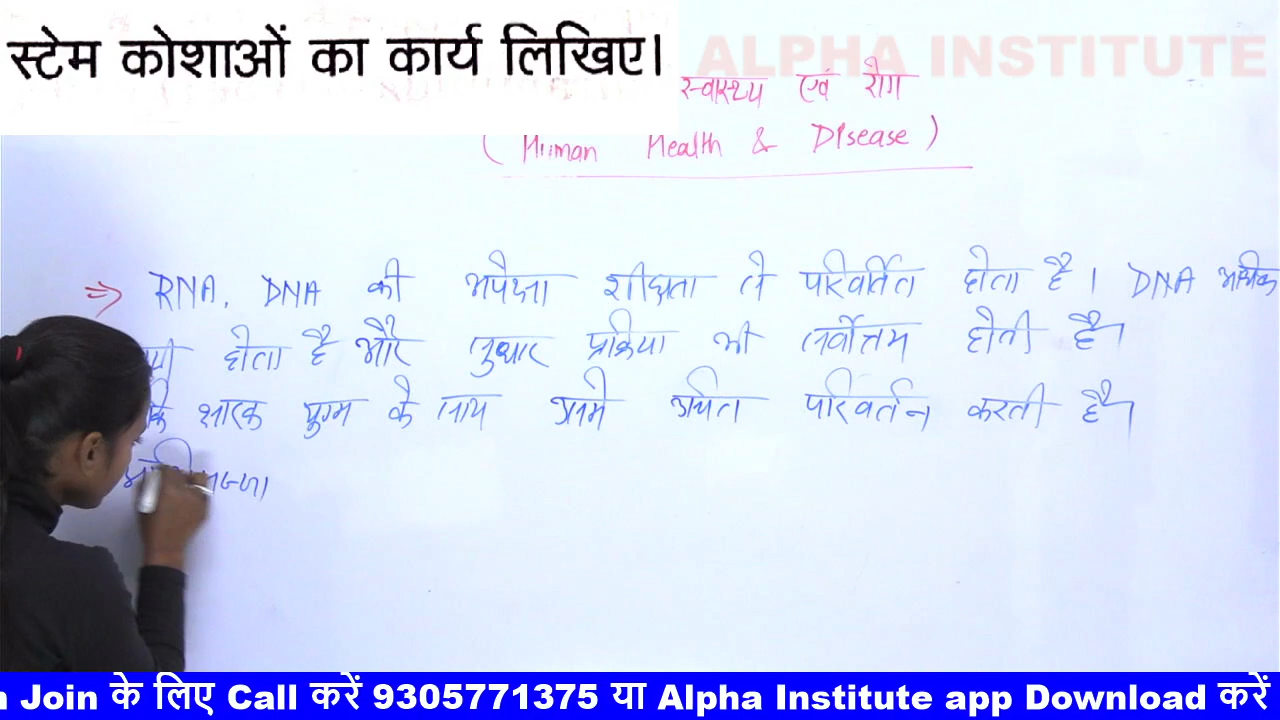 स्टेम कोशाओं का कार्य लिखिए।
ALPHA INSTITUTE
स्वास्थ्य एवं रोग
( Human Health & Disease )
⇒ RNA, DNA की अपेक्षा शीघ्रता से परिवर्तित होता है। DNA अधिक
होता है और सुधार प्रक्रिया भी सर्वोत्तम होती है।
क्षारक युग्म के साथ उनमे उचित परिवर्तन करती है।
Join के लिए Call करें 9305771375 या Alpha Institute app Download करें